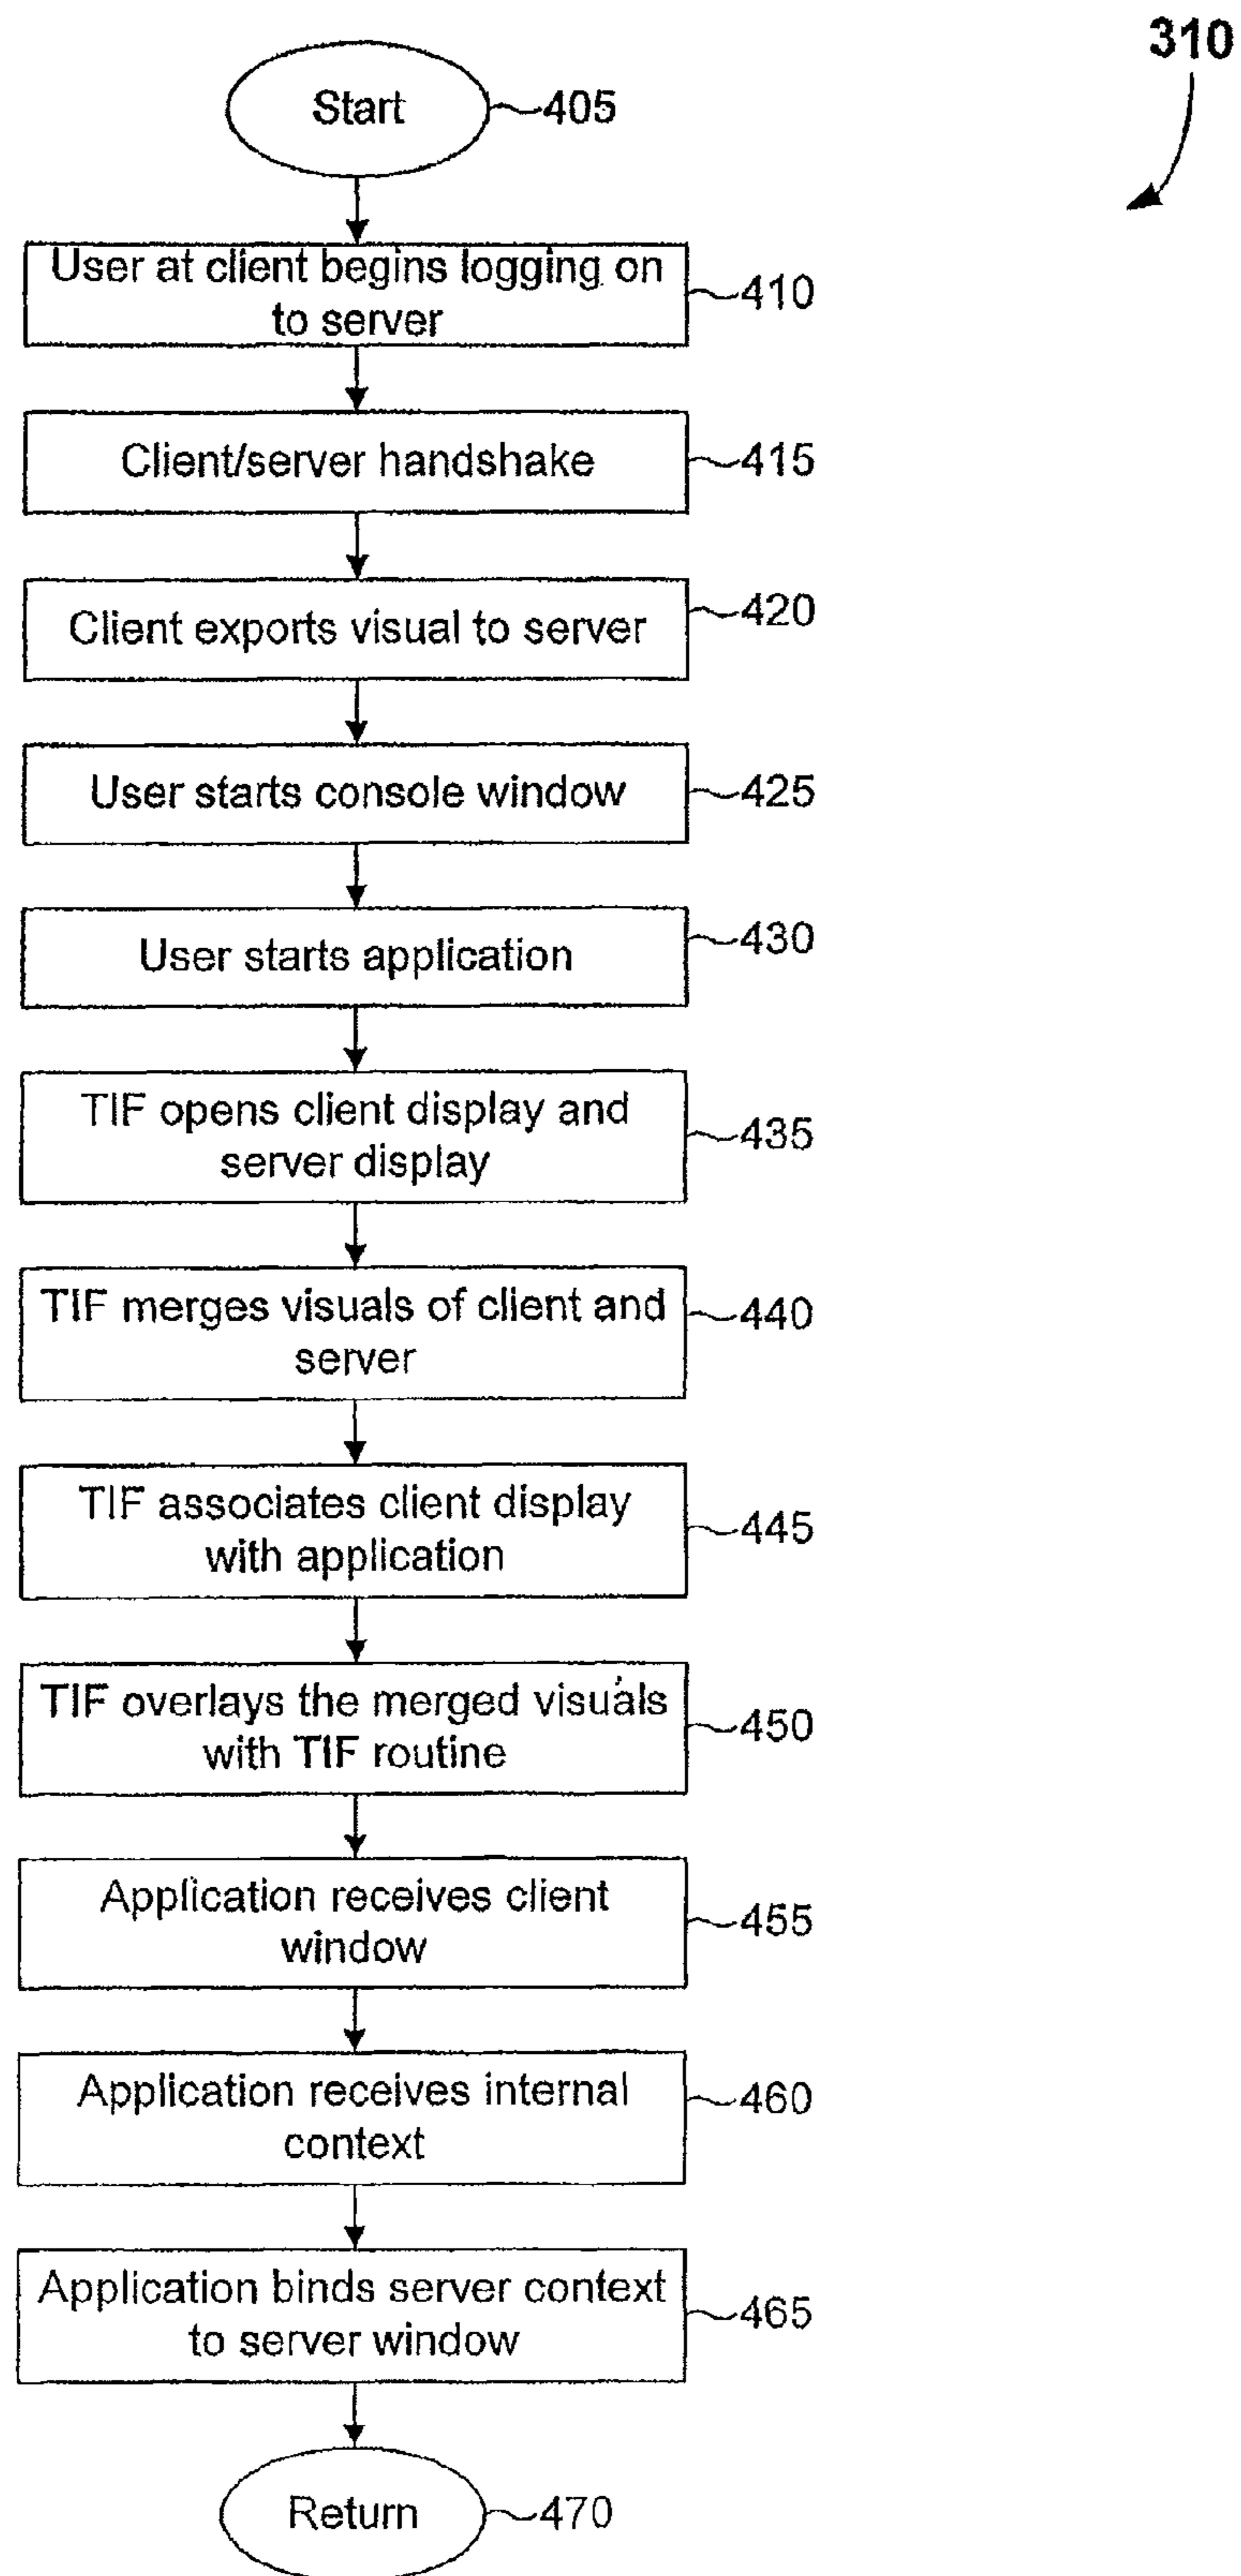 310
Start
405
User at client begins logging on
to server
410
Client/server handshake
415
Client exports visual to server
420
User starts console window
425
User starts application
430
TIF opens client display and
server display
435
TIF merges visuals of client and
server
440
TIF associates client display
with application
445
TIF overlays the merged visuals
with TIF routine
450
Application receives client
window
455
Application receives internal
context
460
Application binds server context
to server window
465
Return
470